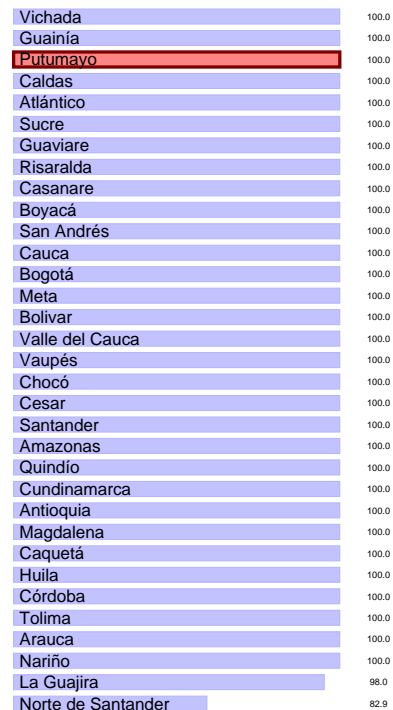 Vichada 100.0
Guainía 100.0
Putumayo 100.0
Caldas 100.0
Atlántico 100.0
Sucre 100.0
Guaviare 100.0
Risaralda 100.0
Casanare 100.0
Boyacá 100.0
San Andrés 100.0
Cauca 100.0
Bogotá 100.0
Meta 100.0
Bolivar 100.0
Valle del Cauca 100.0
Vaupés 100.0
Chocó 100.0
Cesar 100.0
Santander 100.0
Amazonas 100.0
Quindío 100.0
Cundinamarca 100.0
Antioquia 100.0
Magdalena 100.0
Caquetá 100.0
Huila 100.0
Córdoba 100.0
Tolima 100.0
Arauca 100.0
Nariño 100.0
La Guajira 98.0
Norte de Santander 82.9